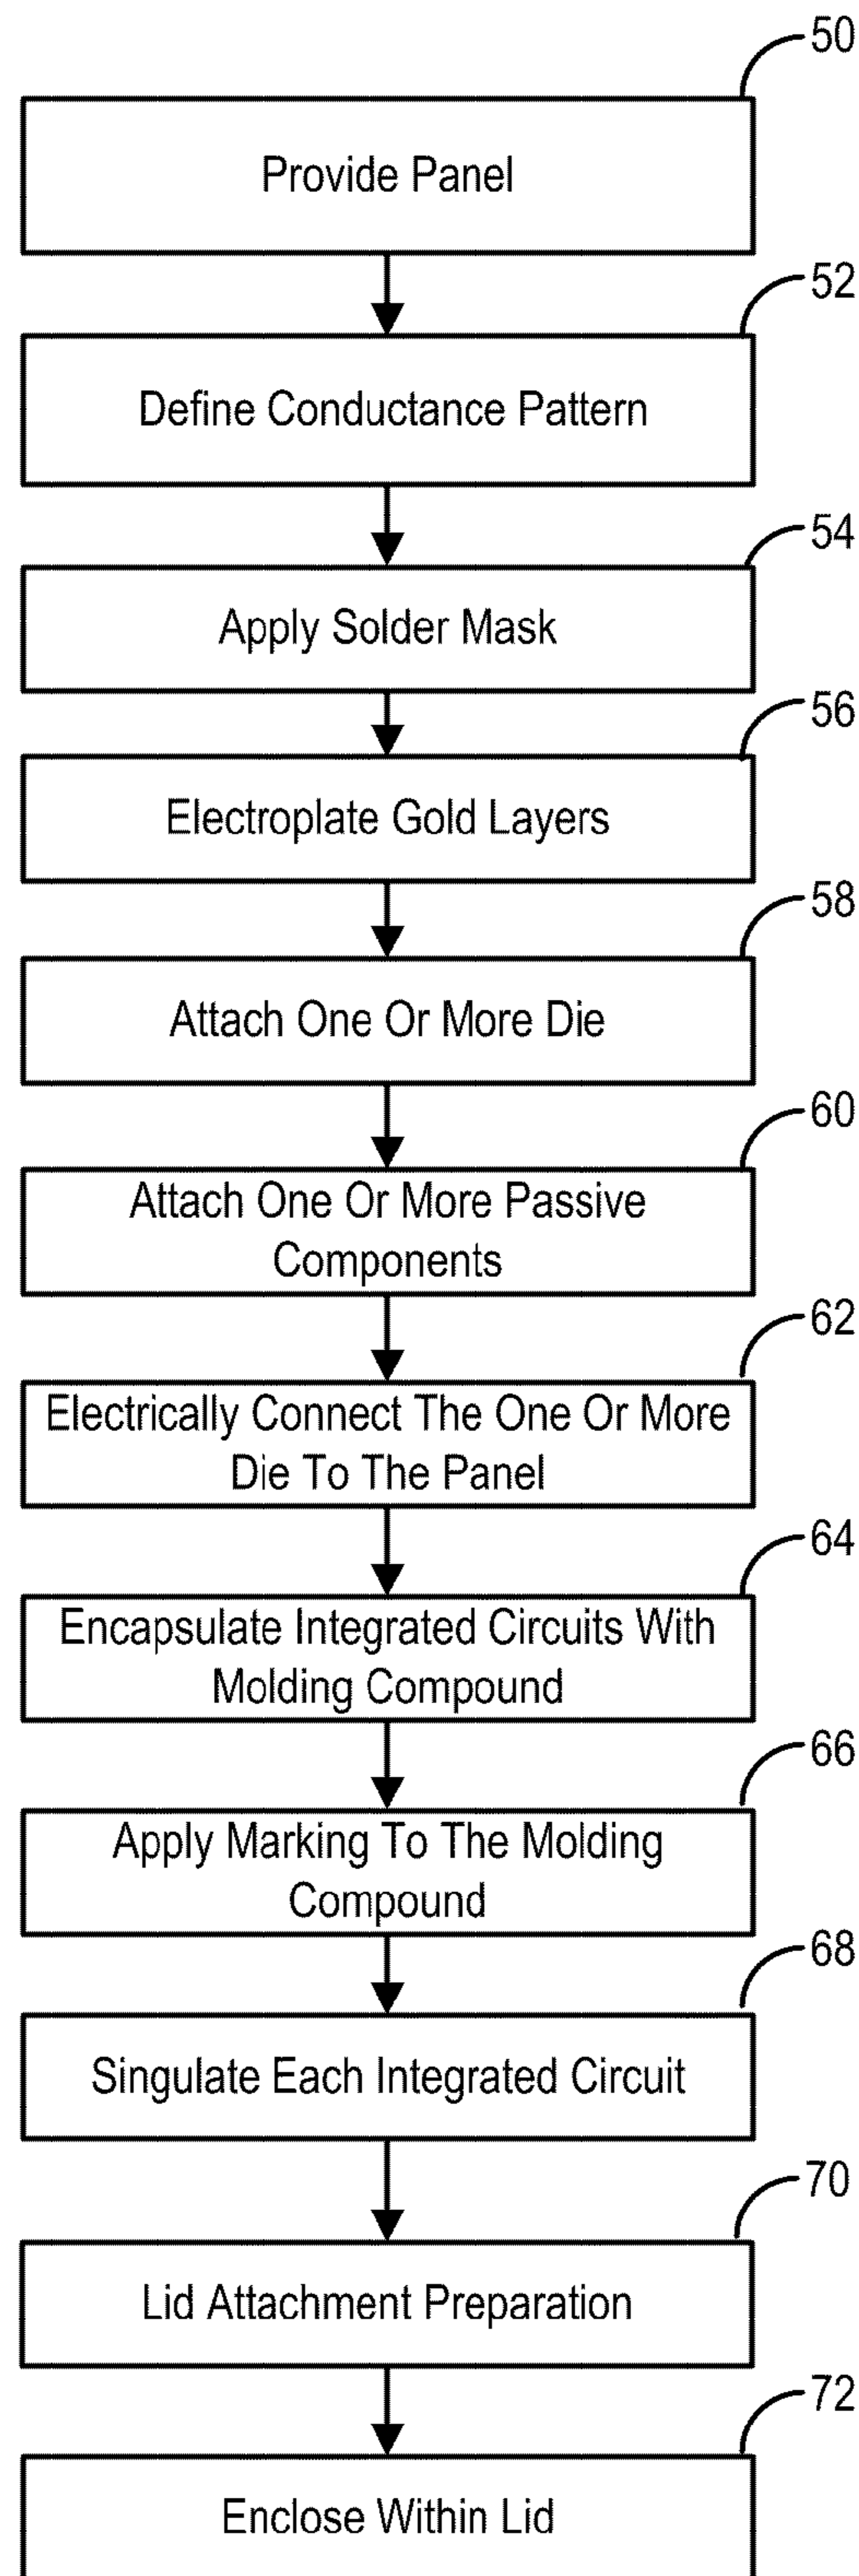 50
Provide Panel
52
Define Conductance Pattern
54
Apply Solder Mask
56
Electroplate Gold Layers
58
Attach One Or More Die
60
Attach One Or More Passive
Components
62
Electrically Connect The One Or More
Die To The Panel
64
Encapsulate Integrated Circuits With
Molding Compound
66
Apply Marking To The Molding
Compound
68
Singulate Each Integrated Circuit
70
Lid Attachment Preparation
72
Enclose Within Lid